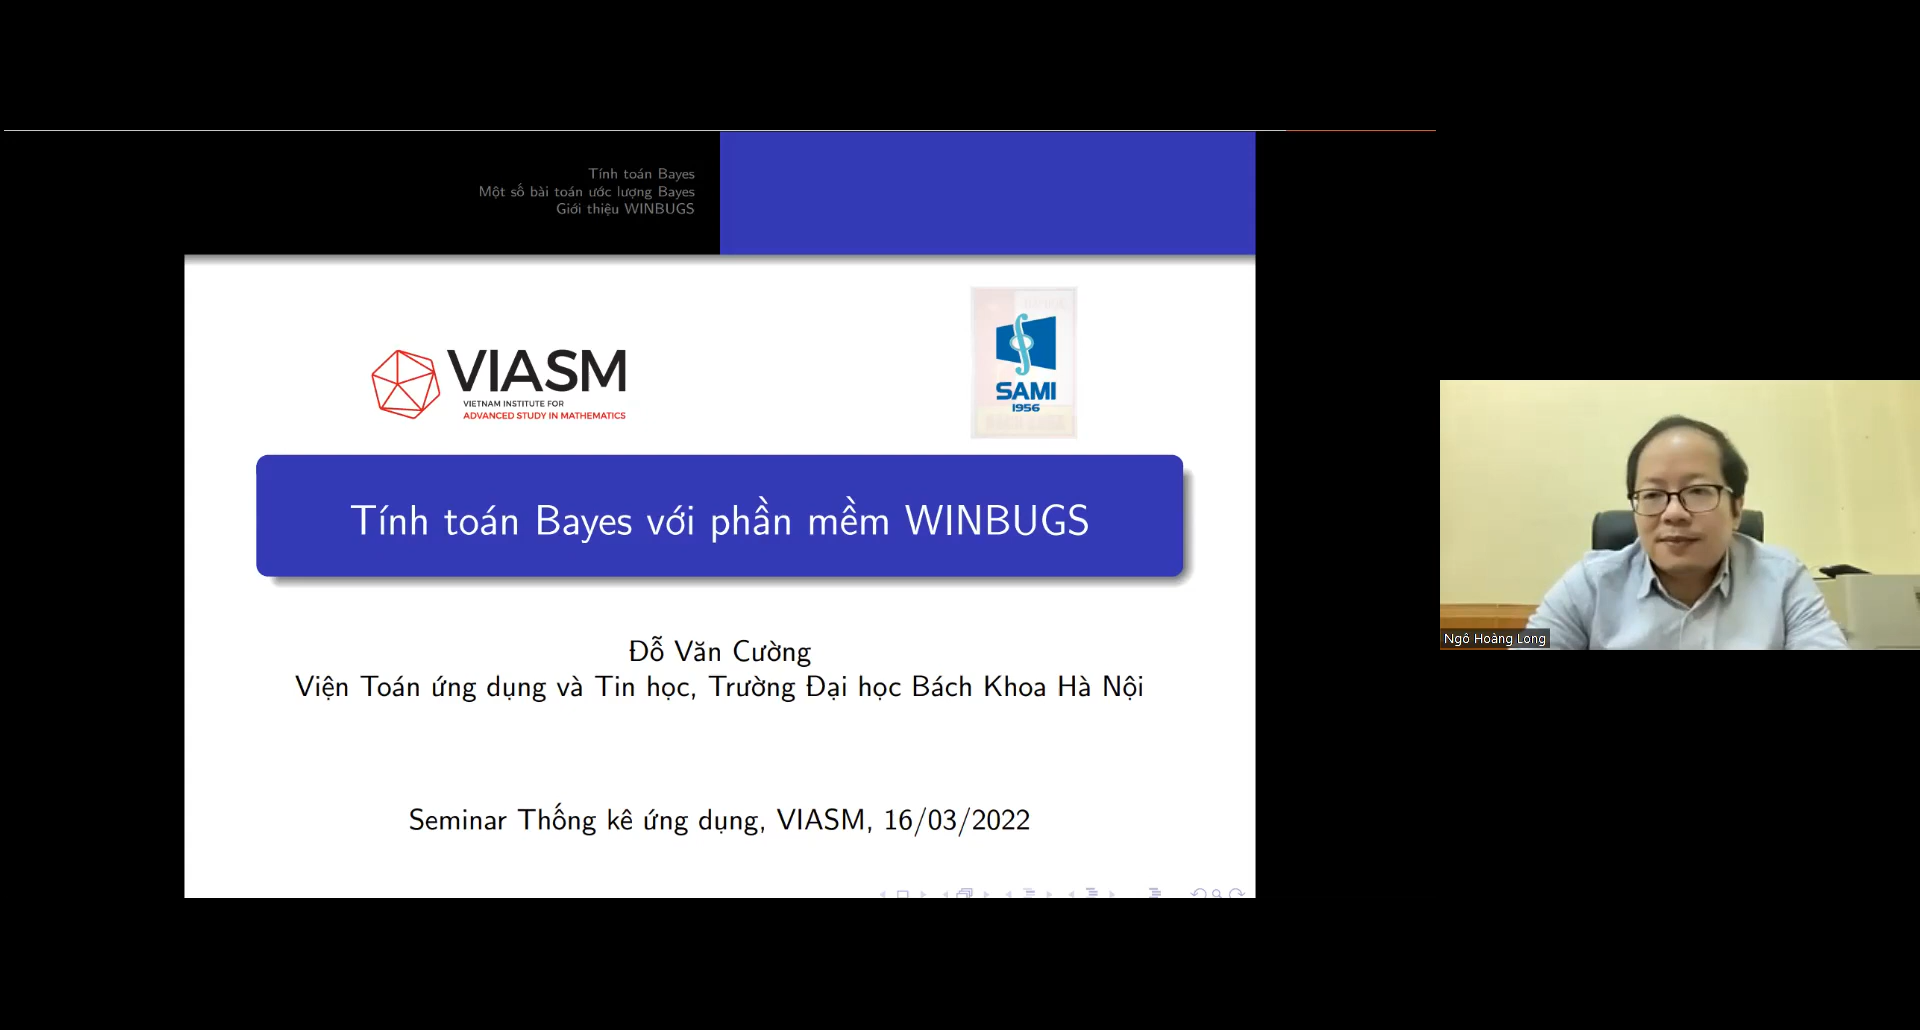 Tính toán Bayes
Một số bài toán ước lượng Bayes
Giới thiệu WINBUGS
VIASM
VIETNAM INSTITUTE FOR
ADVANCED STUDY IN MATHEMATICS
SAMI
1956
Tính toán Bayes với phần mềm WINBUGS
Đỗ Văn Cường
Viện Toán ứng dụng và Tin học, Trường Đại học Bách Khoa Hà Nội
Seminar Thống kê ứng dụng, VIASM, 16/03/2022
Ngô Hoàng Long